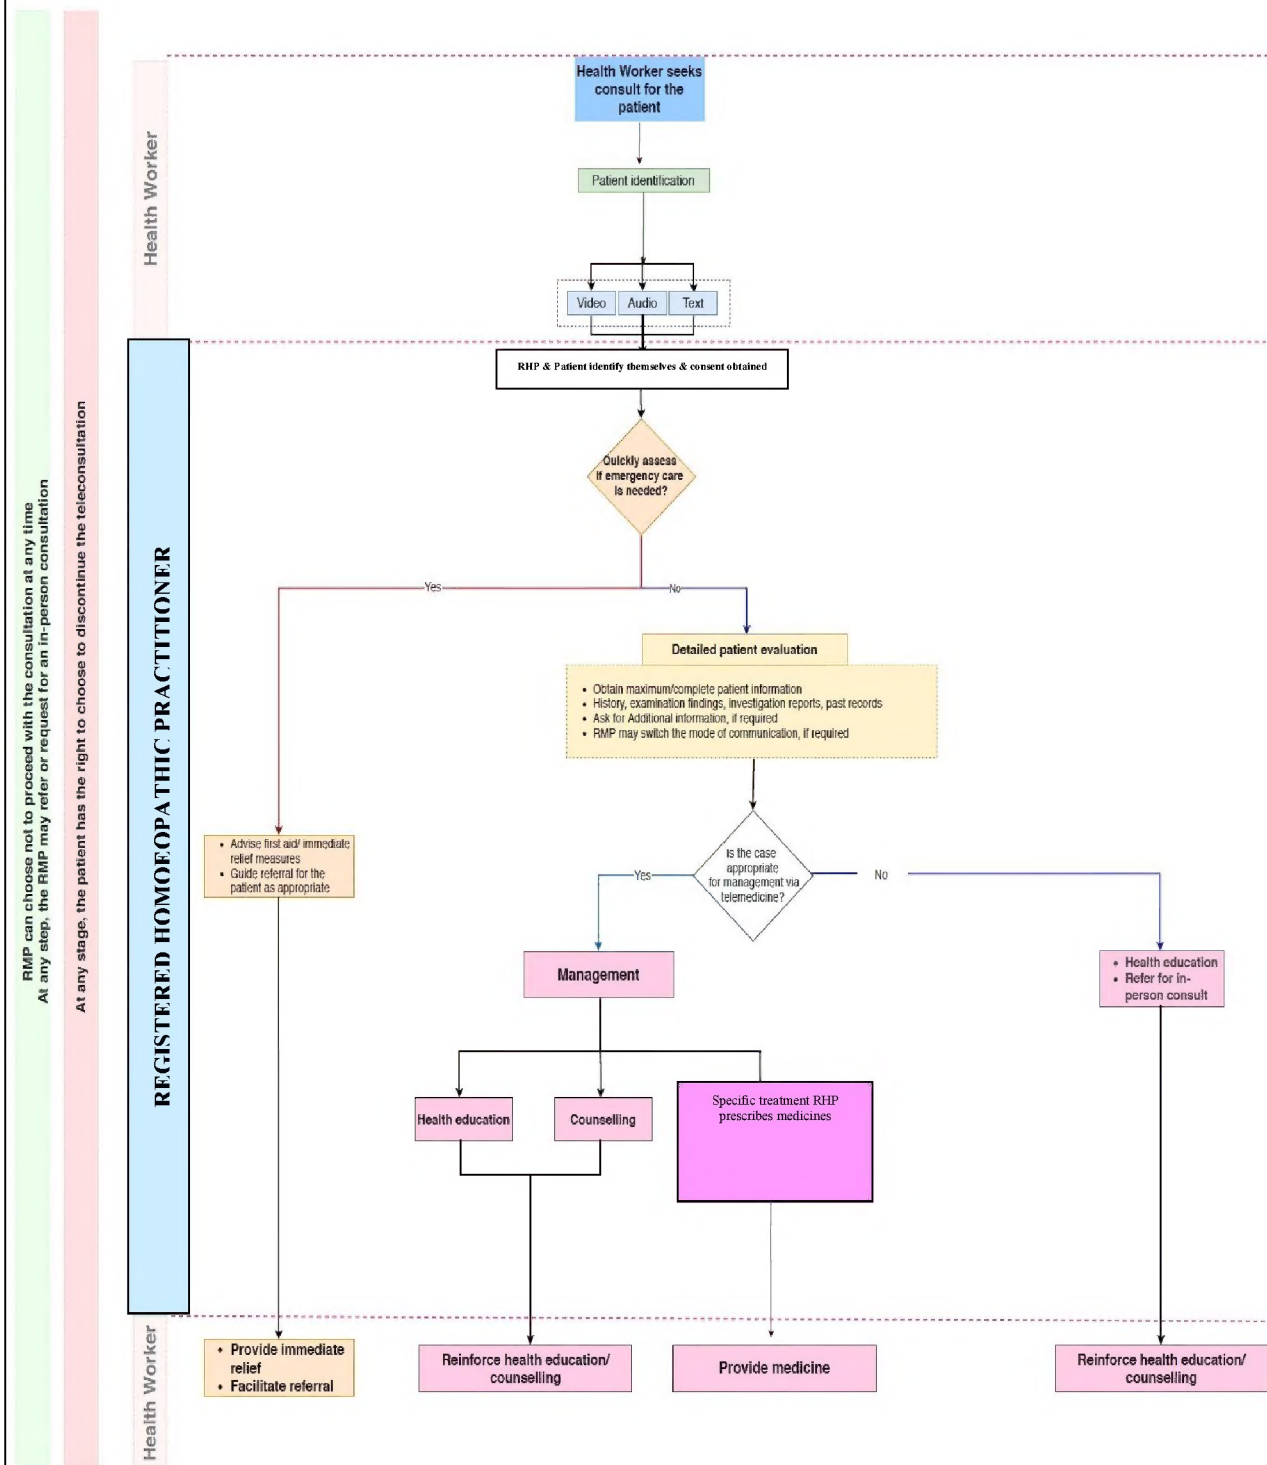 RMP can choose not to proceed with the consultation at any time
At any step, the RMP may refer or request for an in-person consultation
At any stage, the patient has the right to choose to discontinue the teleconsultation
Health Worker
Health Worker seeks
consult for the
patient
Patient identification
Video Audio Text
REGISTERED HOMOEOPATHIC PRACTITIONER
RHP & Patient identify themselves & consent obtained
Quickly assess
if emergency care
is needed?
Yes No
Detailed patient evaluation
• Obtain maximum/complete patient information
• History, examination findings, investigation reports, past records
• Ask for Additional information, if required
• RMP may switch the mode of communication, if required
• Advise first aid/ immediate
relief measures
• Guide referral for the
patient as appropriate
Is the case
appropriate
for management via
telemedicine?
Yes No
Management
• Health education
• Refer for in-
person consult
Health education
Counselling
Specific treatment RHP
prescribes medicines
Health Worker
• Provide immediate
relief
• Facilitate referral
Reinforce health education/
counselling
Provide medicine
Reinforce health education/
counselling